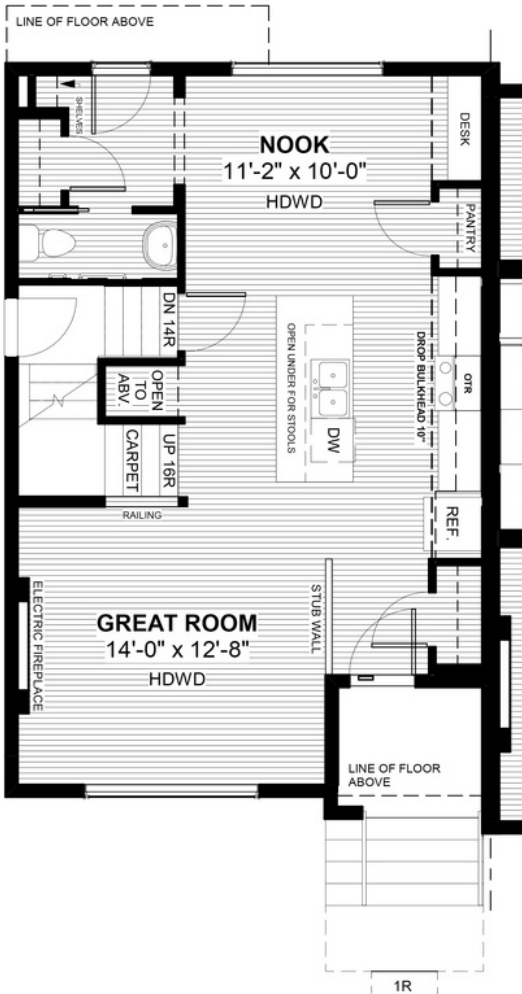 LINE OF FLOOR ABOVE
SHELVES
DESK
NOOK
11'-2" x 10'-0"
HDWD
PANTRY
DN 14R
OPEN UNDER FOR STOOLS
DROP BULKHEAD 10"
OTR
OPEN
TO
ABV.
DW
UP 16R
CARPET
REF.
RAILING
ELECTRIC FIREPLACE
STUB WALL
GREAT ROOM
14'-0" x 12'-8"
HDWD
LINE OF FLOOR
ABOVE
1R